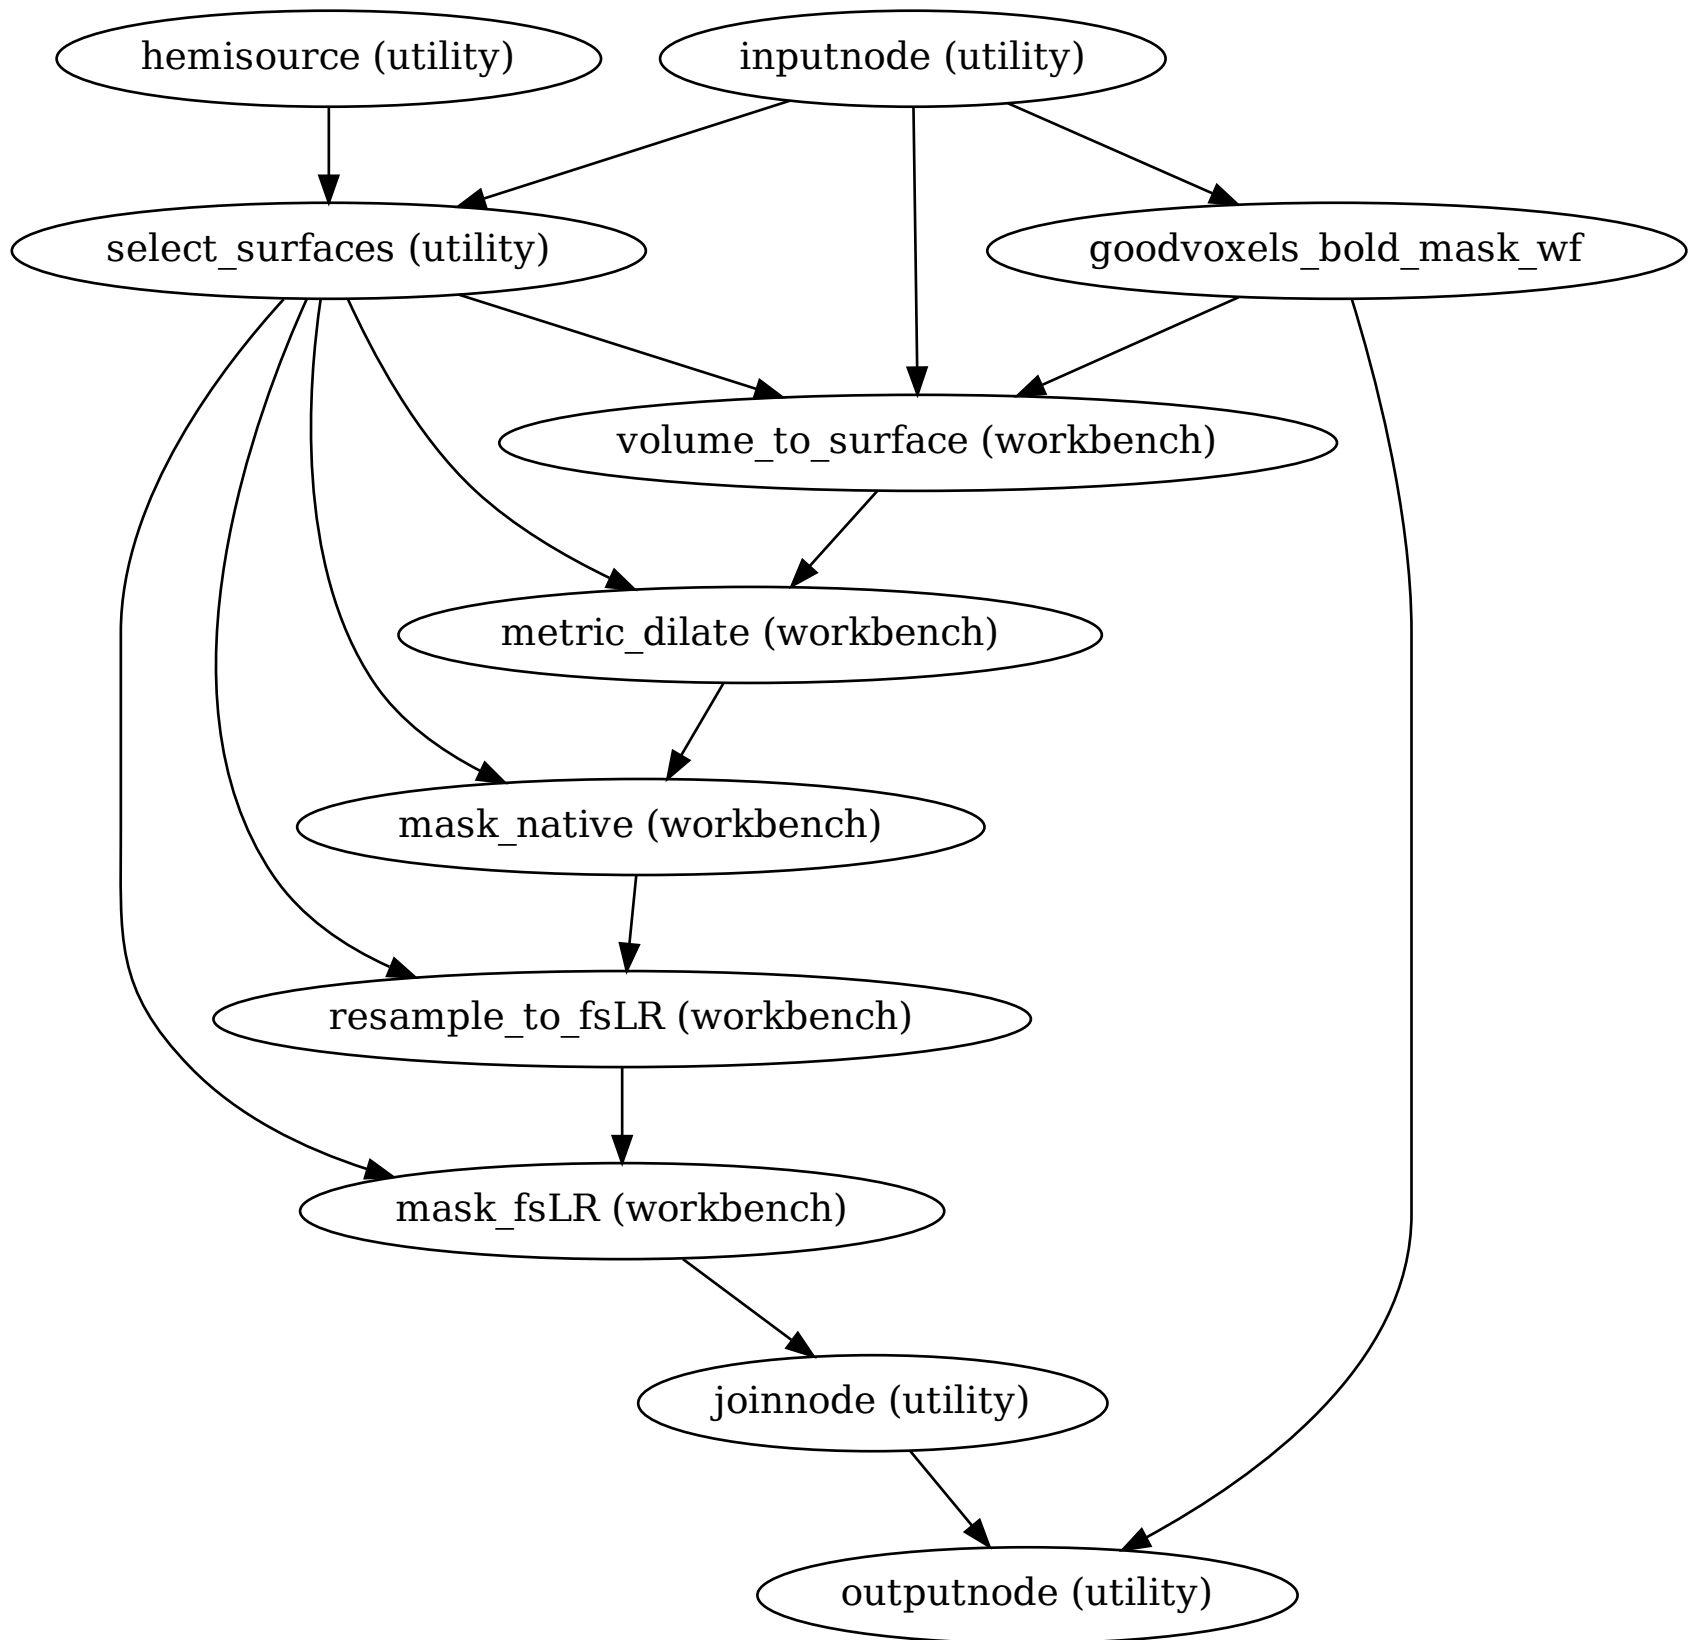 hemisource (utility)
inputnode (utility)
select_surfaces (utility)
goodvoxels_bold_mask_wf
volume_to_surface (workbench)
metric_dilate (workbench)
mask_native (workbench)
resample_to_fsLR (workbench)
mask_fsLR (workbench)
joinnode (utility)
outputnode (utility)